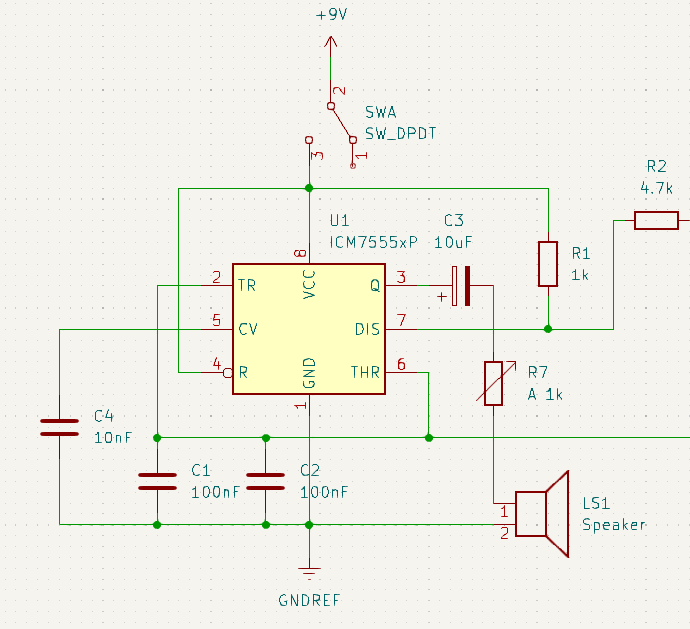 +9V
2
SWA
SW_DPDT
3
1
R2
4.7k
U1
ICM7555xP
C3
10uF
8
R1
1k
2
TR
VCC
Q
3
+
5
CV
DIS
7
4
R
GND
THR
6
R7
A 1k
1
C4
10nF
C1
100nF
C2
100nF
1
2
LS1
Speaker
GNDREF